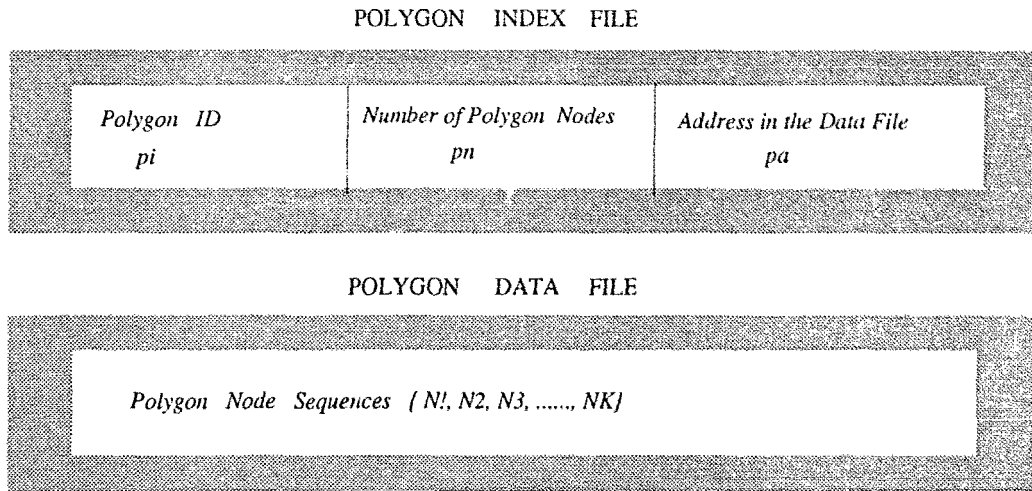 POLYGON INDEX FILE
Polygon ID
pi
Number of Polygon Nodes
pn
Address in the Data File
pa
POLYGON DATA FILE
Polygon Node Sequences { N!, N2, N3, ......, NK}